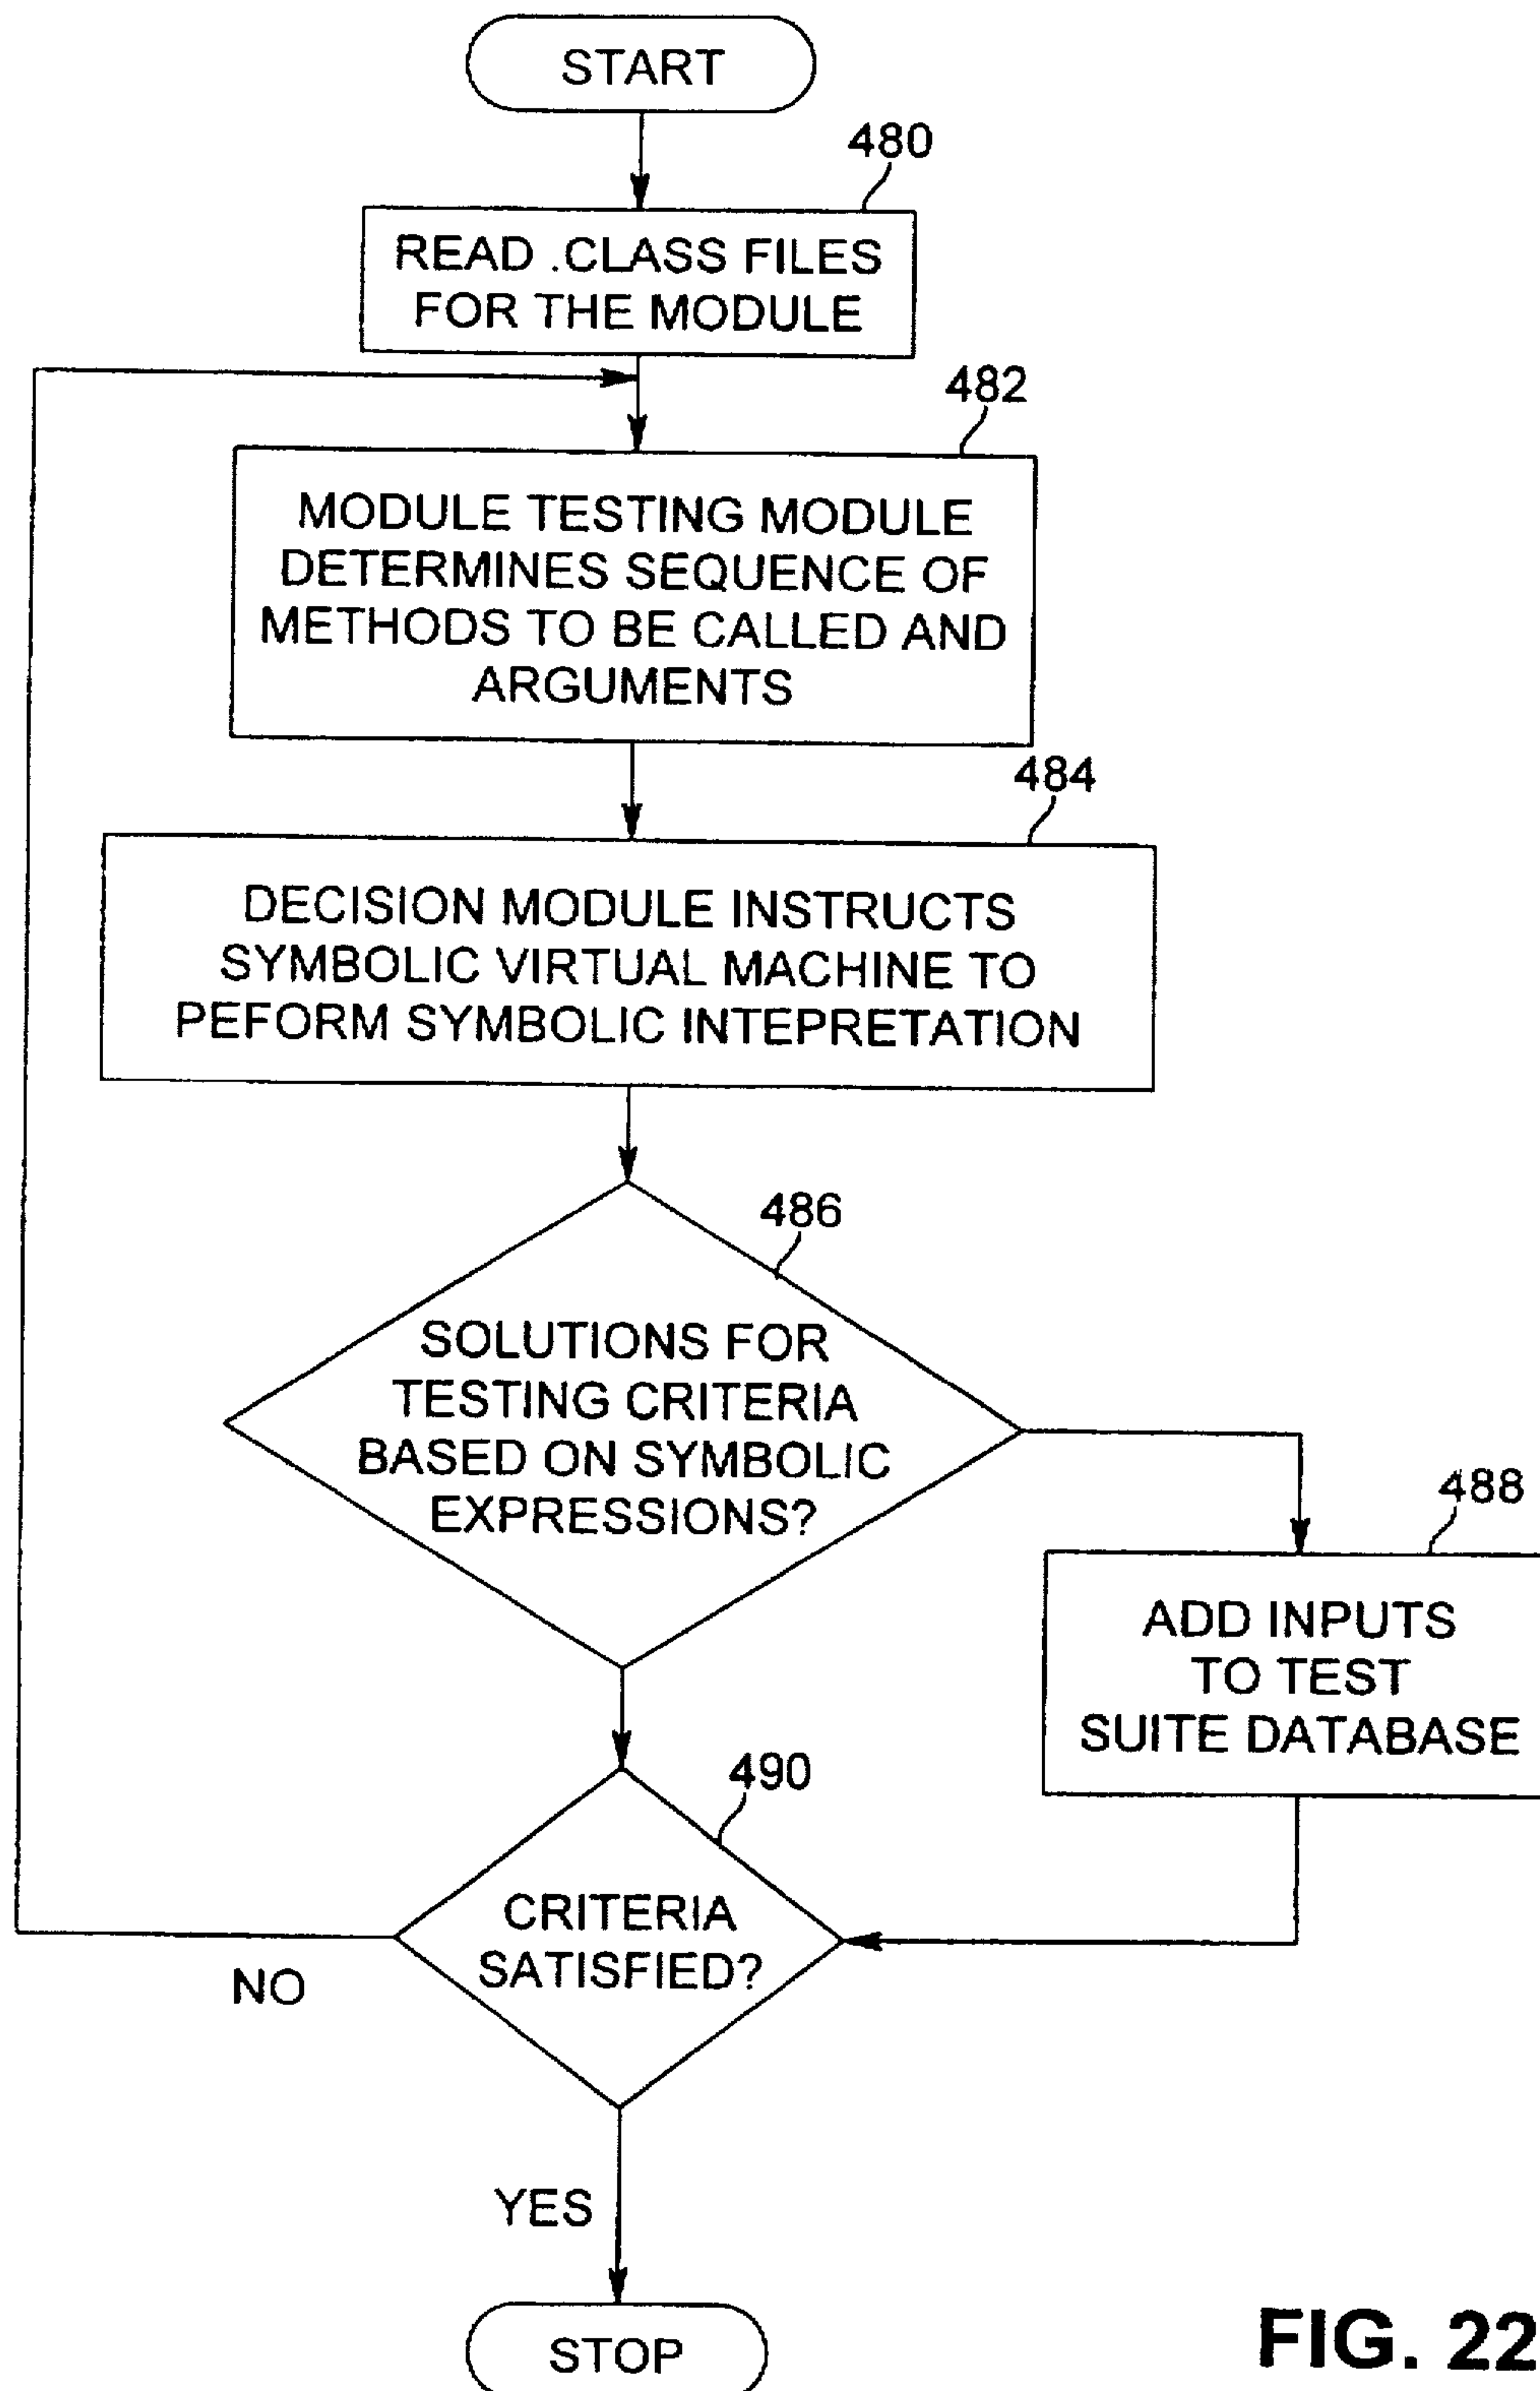 START
480
READ .CLASS FILES
FOR THE MODULE
482
MODULE TESTING MODULE
DETERMINES SEQUENCE OF
METHODS TO BE CALLED AND
ARGUMENTS
484
DECISION MODULE INSTRUCTS
SYMBOLIC VIRTUAL MACHINE TO
PEFORM SYMBOLIC INTEPRETATION
486
SOLUTIONS FOR
TESTING CRITERIA
BASED ON SYMBOLIC
EXPRESSIONS?
488
ADD INPUTS
TO TEST
SUITE DATABASE
490
CRITERIA
SATISFIED?
NO
YES
STOP
FIG. 22